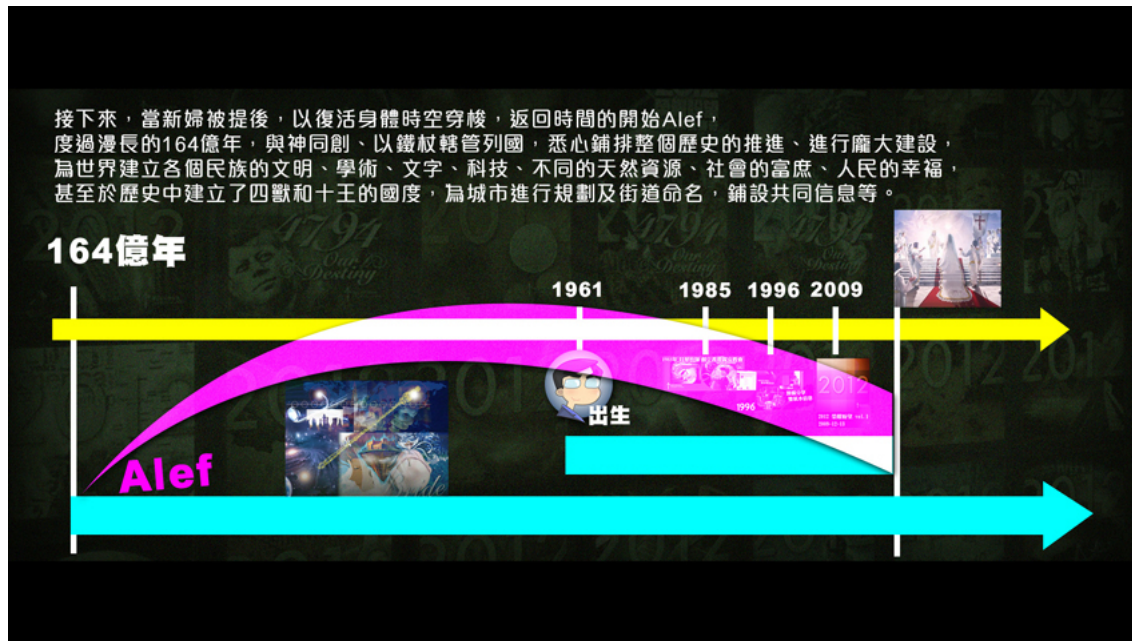 接下來，當新婦被提後，以復活身體時空穿梭，返回時間的開始Alef，
度過漫長的164億年，與神同創、以鐵杖轄管列國，悉心鋪排整個歷史的推進、進行龐大建設，
為世界建立各個民族的文明、學術、文字、科技、不同的天然資源、社會的富庶、人民的幸福，
甚至於歷史中建立了四獸和十王的國度，為城市進行規劃及街道命名，鋪設共同信息等。
164億年
1961
1985
1996
2009
出生
1996
2012
Alef